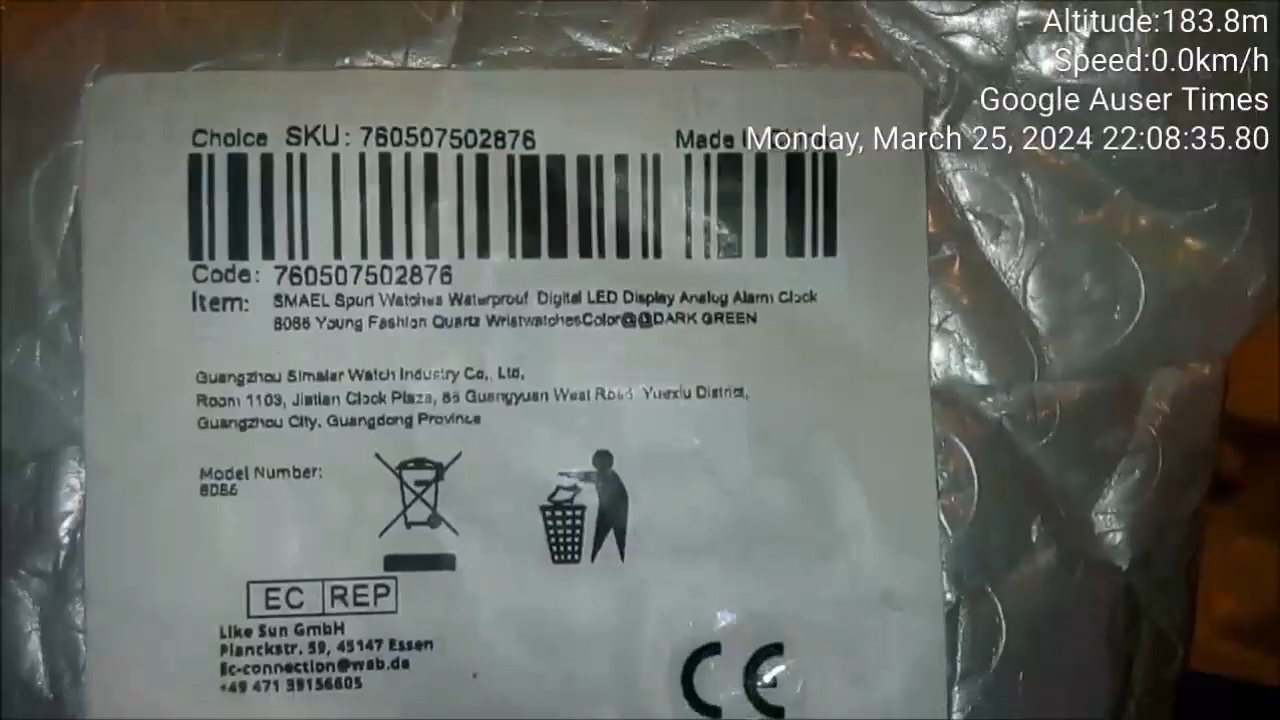 Altitude:183.8m
Speed:0.0km/h
Google Auser Times
Monday, March 25, 2024 22:08:35.80
Choice SKU: 760507502876
Made In China
Code: 760507502876
Item: SMAEL Sport Watches Waterproof Digital LED Display Analog Alarm Clock
8086 Young Fashion Quartz WristwatchesColor@@DARK GREEN
Guangzhou Simaler Watch Industry Co., Ltd,
Room 1103, Jiatian Clock Plaza, Guangyuan West Road, Yuexiu District,
Guangzhou City, Guangdong Province
Model Number:
8086
EC REP
Like Sun GmbH
Planckstr. 59, 45147 Essen
Ec-connection@web.de
+49 471 39156605
CE